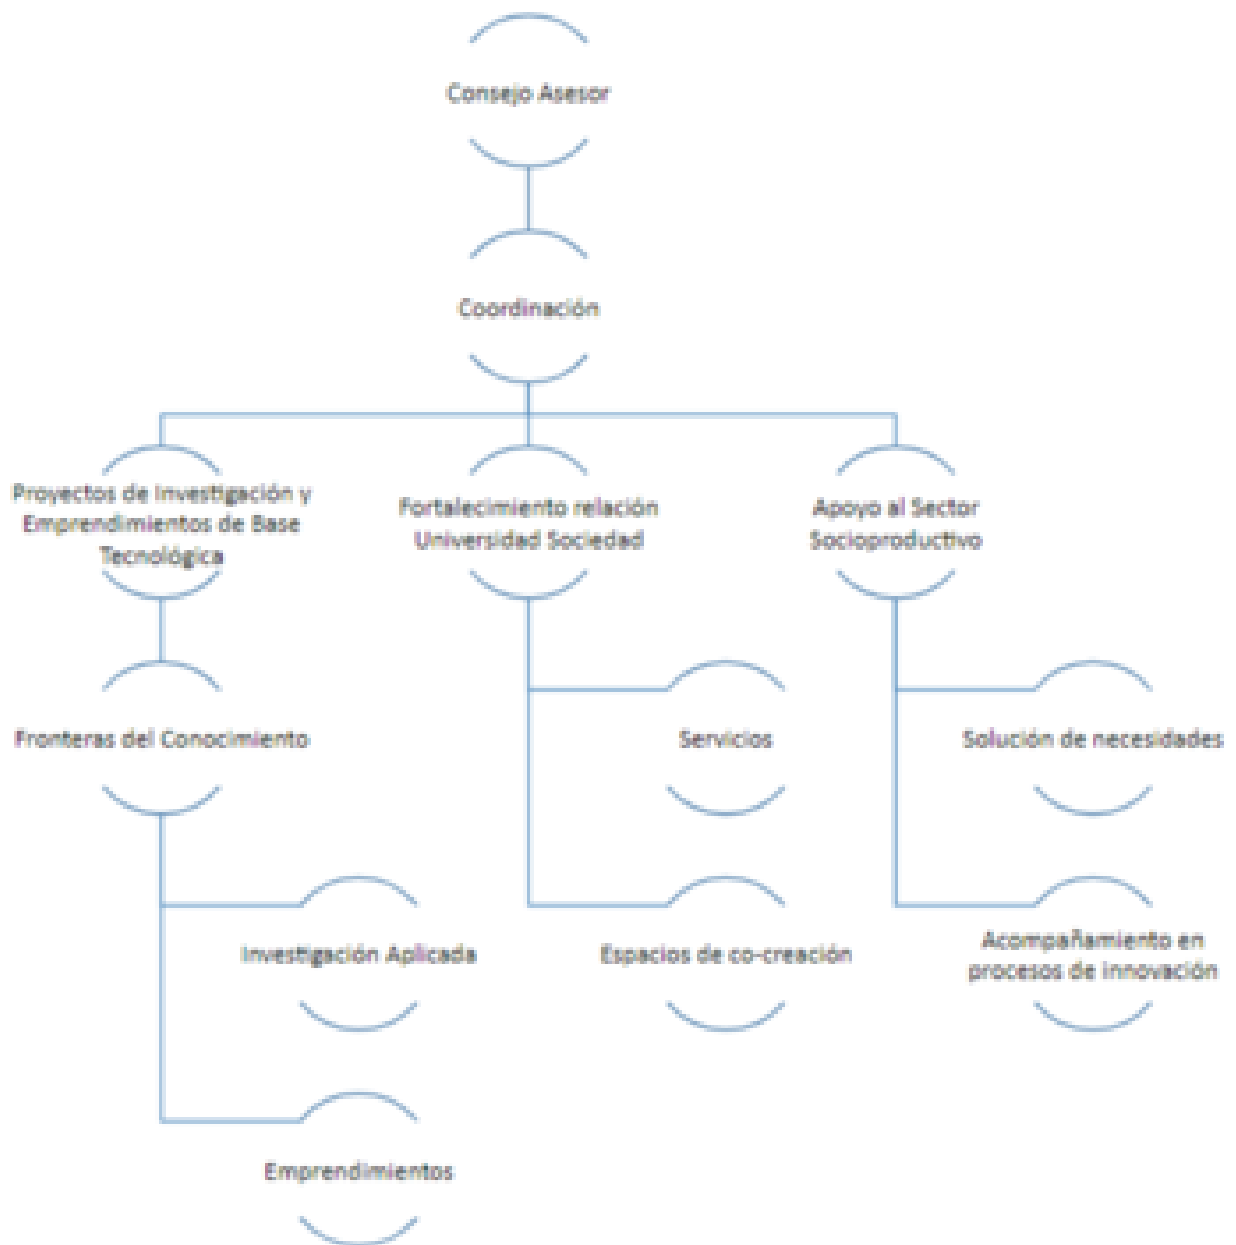 Consejo Asesor
Coordinación
Proyectos de Investigación y
Emprendimientos de Base
Tecnológica
Fortalecimiento relación
Universidad Sociedad
Apoyo al Sector
Socioproductivo
Fronteras del Conocimiento
Servicios
Solución de necesidades
Investigación Aplicada
Espacios de co-creación
Acompañamiento en
procesos de innovación
Emprendimientos